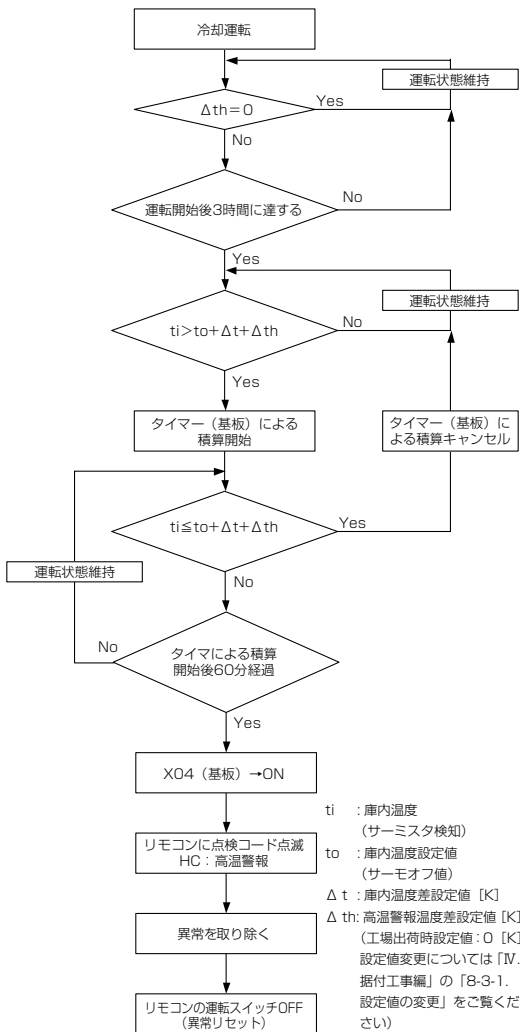 冷却運転
運転状態維持
Δth=0
Yes
No
運転開始後3時間に達する
No
Yes
運転状態維持
ti>to+Δt+Δth
No
Yes
タイマー（基板）による
積算開始
タイマー（基板）に
よる積算キャンセル
ti≦to+Δt+Δth
Yes
運転状態維持
No
No
タイマによる積算
開始後60分経過
Yes
X04（基板）→ON
リモコンに点検コード点滅
HC：高温警報
異常を取り除く
リモコンの運転スイッチOFF
（異常リセット）
ti ：庫内温度
（サーミスタ検知）
to ：庫内温度設定値
（サーモオフ値）
Δt ：庫内温度差設定値［K］
Δth：高温警報温度差設定値［K］
（工場出荷時設定値：0［K］
設定値変更については「Ⅳ.
据付工事編」の「8-3-1.
設定値の変更」をご覧くだ
さい）